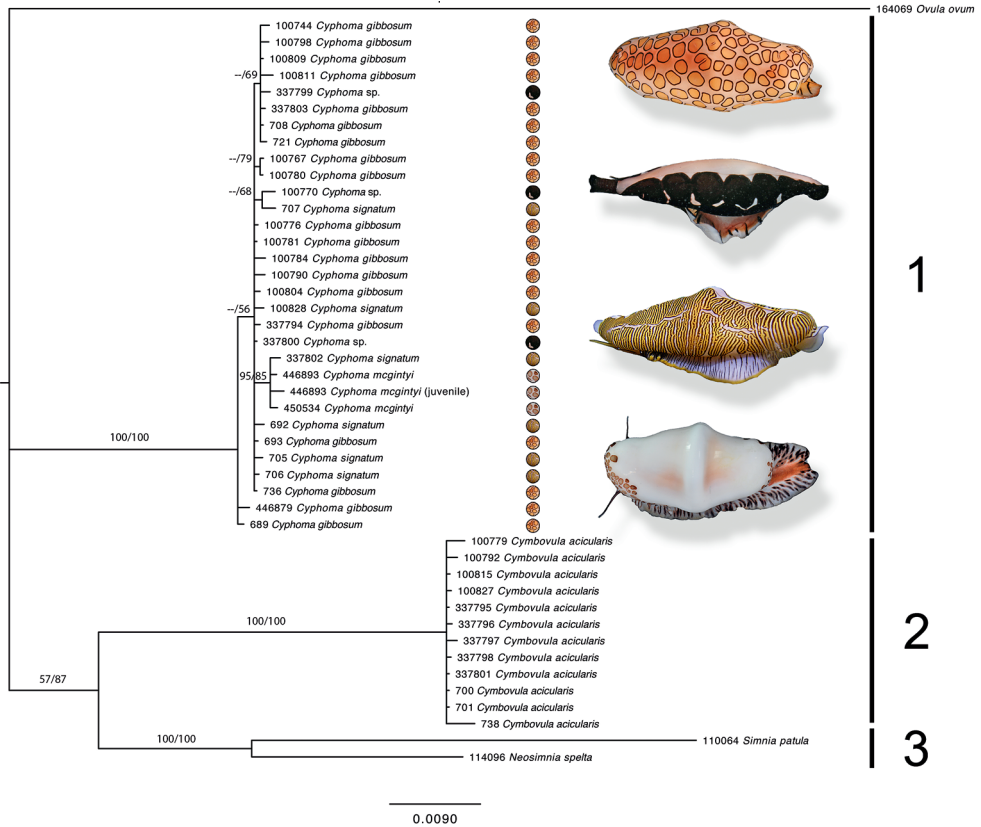 164069 Ovula ovum
100744 Cyphoma gibbosum
100798 Cyphoma gibbosum
100809 Cyphoma gibbosum
--/69
100811 Cyphoma gibbosum
337799 Cyphoma sp.
337803 Cyphoma gibbosum
708 Cyphoma gibbosum
721 Cyphoma gibbosum
--/79
100767 Cyphoma gibbosum
100780 Cyphoma gibbosum
--/68
100770 Cyphoma sp.
707 Cyphoma signatum
100776 Cyphoma gibbosum
100781 Cyphoma gibbosum
100784 Cyphoma gibbosum
1
100790 Cyphoma gibbosum
100804 Cyphoma gibbosum
--/56
100828 Cyphoma signatum
337794 Cyphoma gibbosum
337800 Cyphoma sp.
337802 Cyphoma signatum
95/85
446893 Cyphoma mcgintyi
446893 Cyphoma mcgintyi (juvenile)
450534 Cyphoma mcgintyi
692 Cyphoma signatum
100/100
693 Cyphoma gibbosum
705 Cyphoma signatum
706 Cyphoma signatum
736 Cyphoma gibbosum
446879 Cyphoma gibbosum
689 Cyphoma gibbosum
100779 Cymbovula acicularis
100792 Cymbovula acicularis
100815 Cymbovula acicularis
100827 Cymbovula acicularis
337795 Cymbovula acicularis
100/100
337796 Cymbovula acicularis
2
337797 Cymbovula acicularis
337798 Cymbovula acicularis
337801 Cymbovula acicularis
57/87
700 Cymbovula acicularis
701 Cymbovula acicularis
738 Cymbovula acicularis
100/100
110064 Simnia patula
3
114096 Neosimnia spelta
0.0090